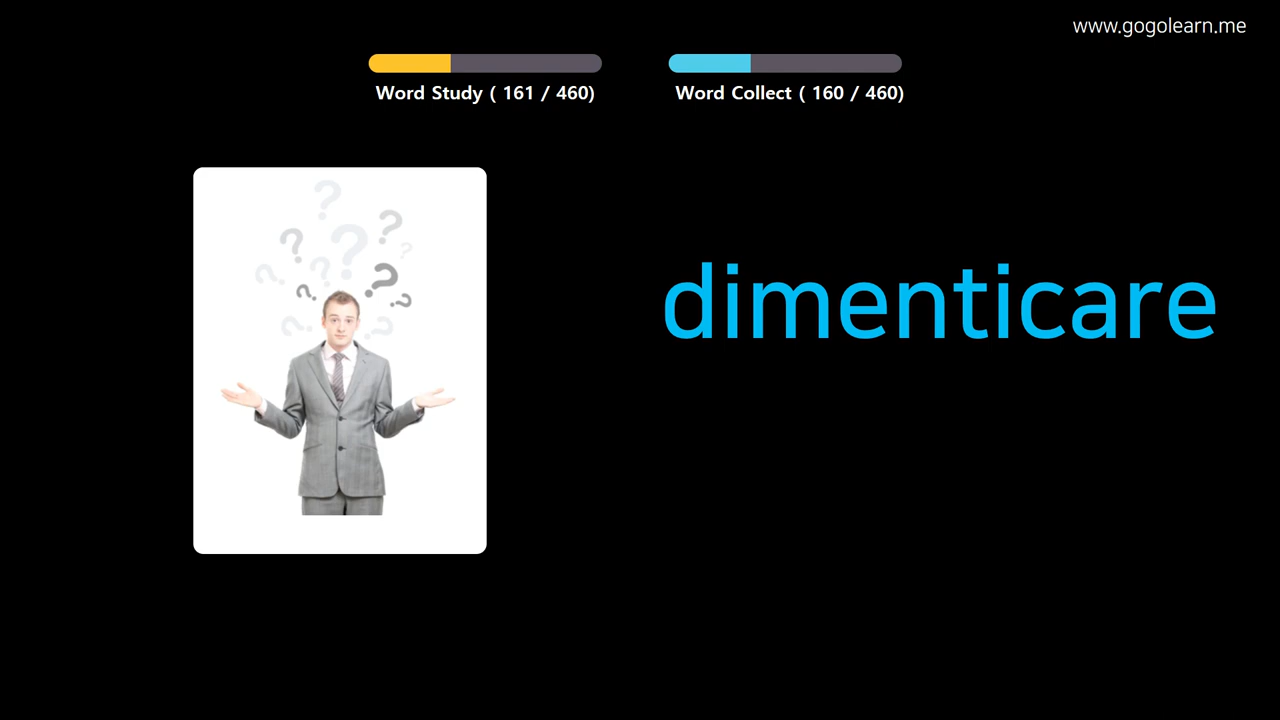 www.gogolearn.me
Word Study ( 161 / 460)
Word Collect ( 160 / 460)
? ? ? ? ? ? ? ? ? ? ? ?
dimenticare